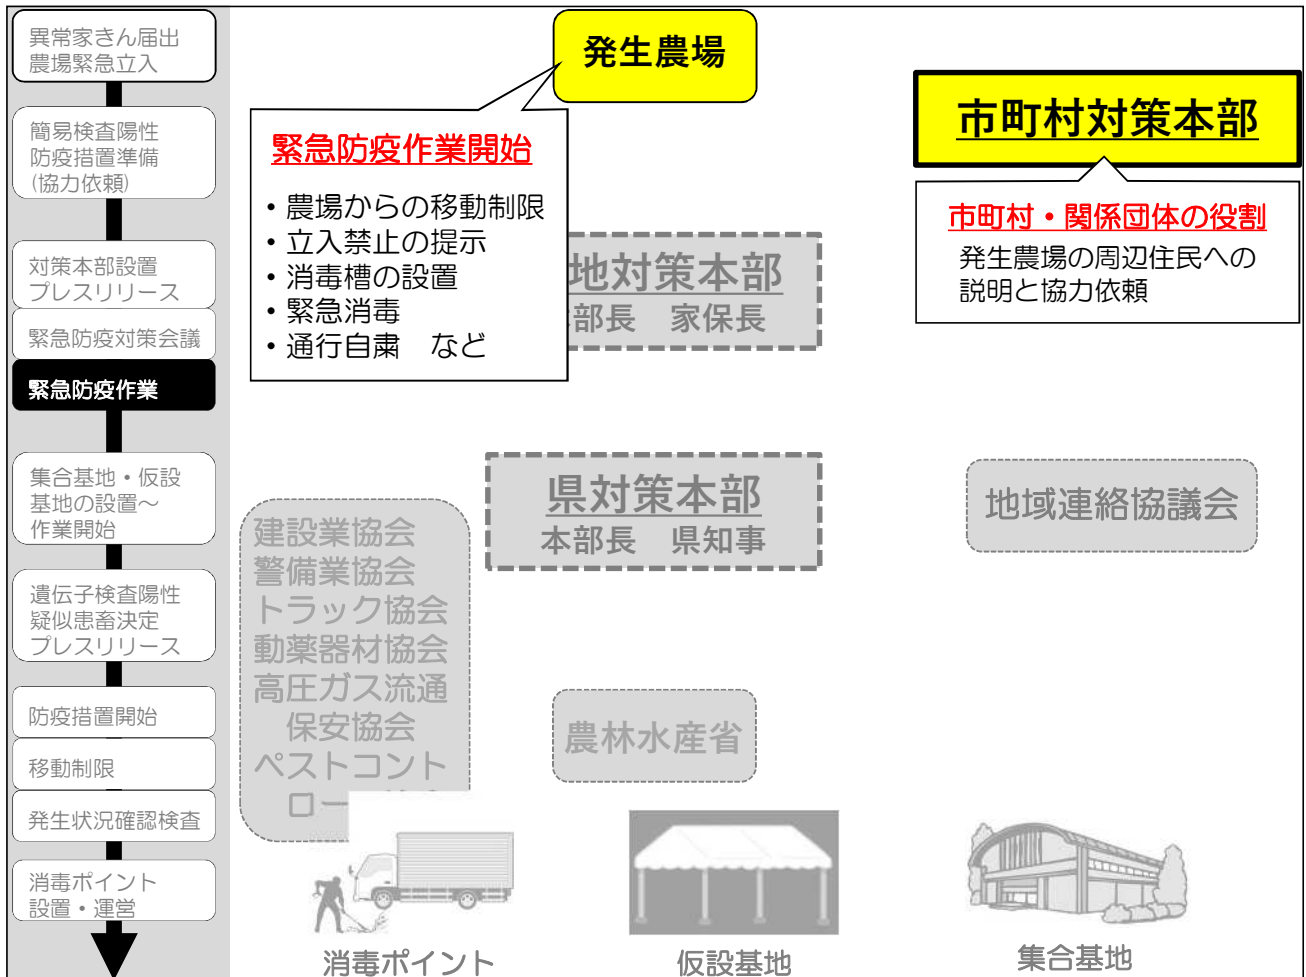 異常家きん届出
農場緊急立入
簡易検査陽性
防疫措置準備
(協力依頼)
対策本部設置
プレスリリース
緊急防疫対策会議
緊急防疫作業
集合基地・仮設
基地の設置～
作業開始
遺伝子検査陽性
疑似患畜決定
プレスリリース
防疫措置開始
移動制限
発生状況確認検査
消毒ポイント
設置・運営
発生農場
緊急防疫作業開始
・農場からの移動制限
・立入禁止の提示
・消毒槽の設置
・緊急消毒
・通行自粛　など
市町村対策本部
市町村・関係団体の役割
発生農場の周辺住民への
説明と協力依頼
地対策本部
部長　家保長
県対策本部
本部長　県知事
地域連絡協議会
建設業協会
警備業協会
トラック協会
動薬器材協会
高圧ガス流通
保安協会
ペストコント
ロー
農林水産省
消毒ポイント
仮設基地
集合基地